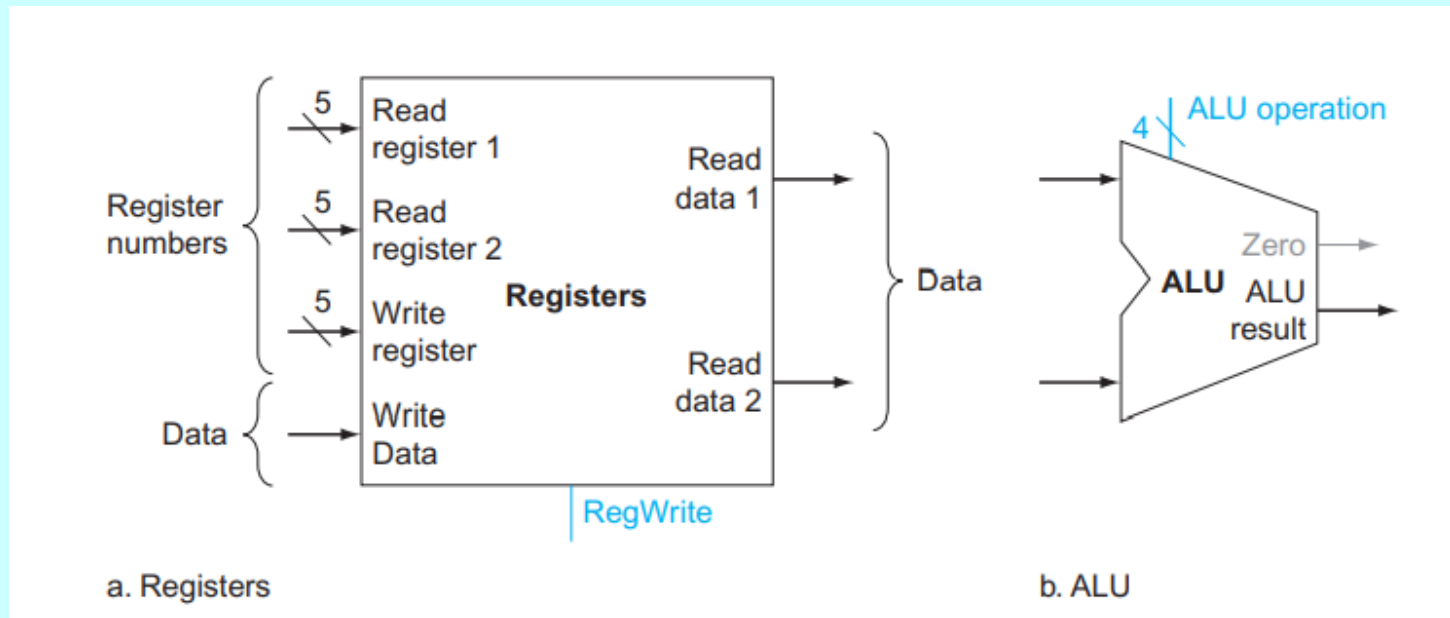 Register
numbers
Data
5
Read
register 1
5
Read
register 2
5
Write
register
Write
Data
Registers
Read
data 1
Read
data 2
RegWrite
Data
a. Registers
4
ALU operation
Zero
ALU
ALU
result
b. ALU